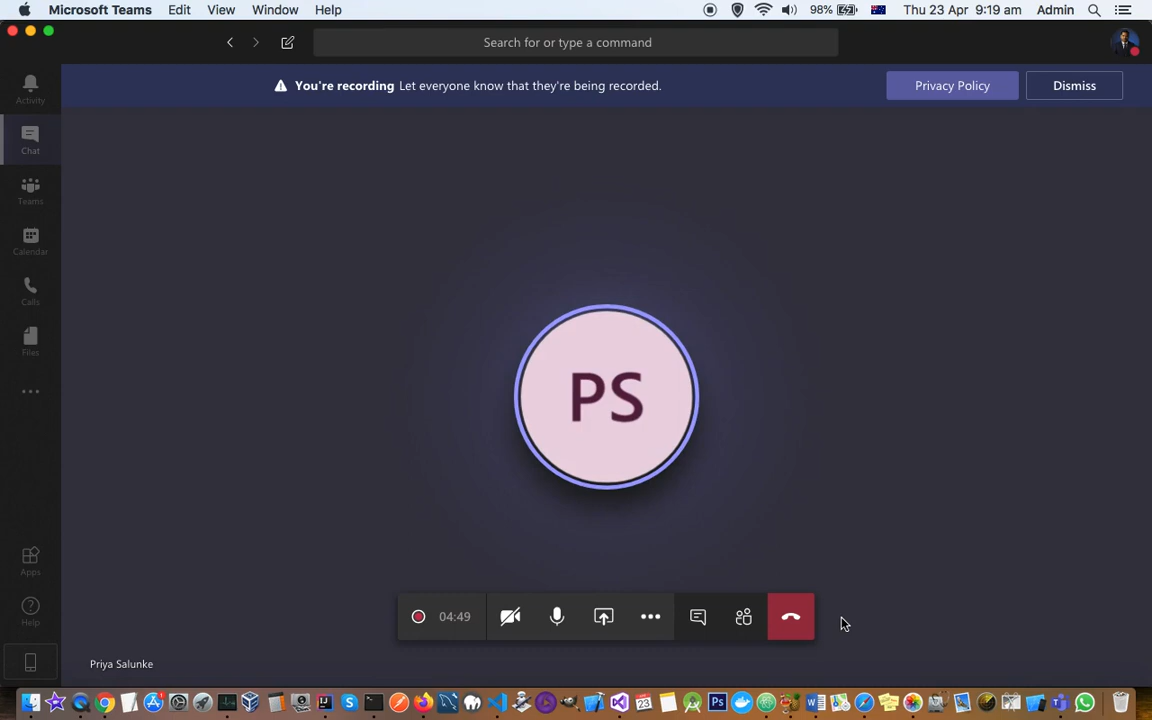 Microsoft Teams Edit View Window Help 98% Thu 23 Apr 9:19 am Admin
Search for or type a command
You're recording Let everyone know that they're being recorded. Privacy Policy Dismiss
Activity
Chat
Teams
Calendar
Calls
Files
PS
Apps
Help
04:49
Priya Salunke
23
Ps